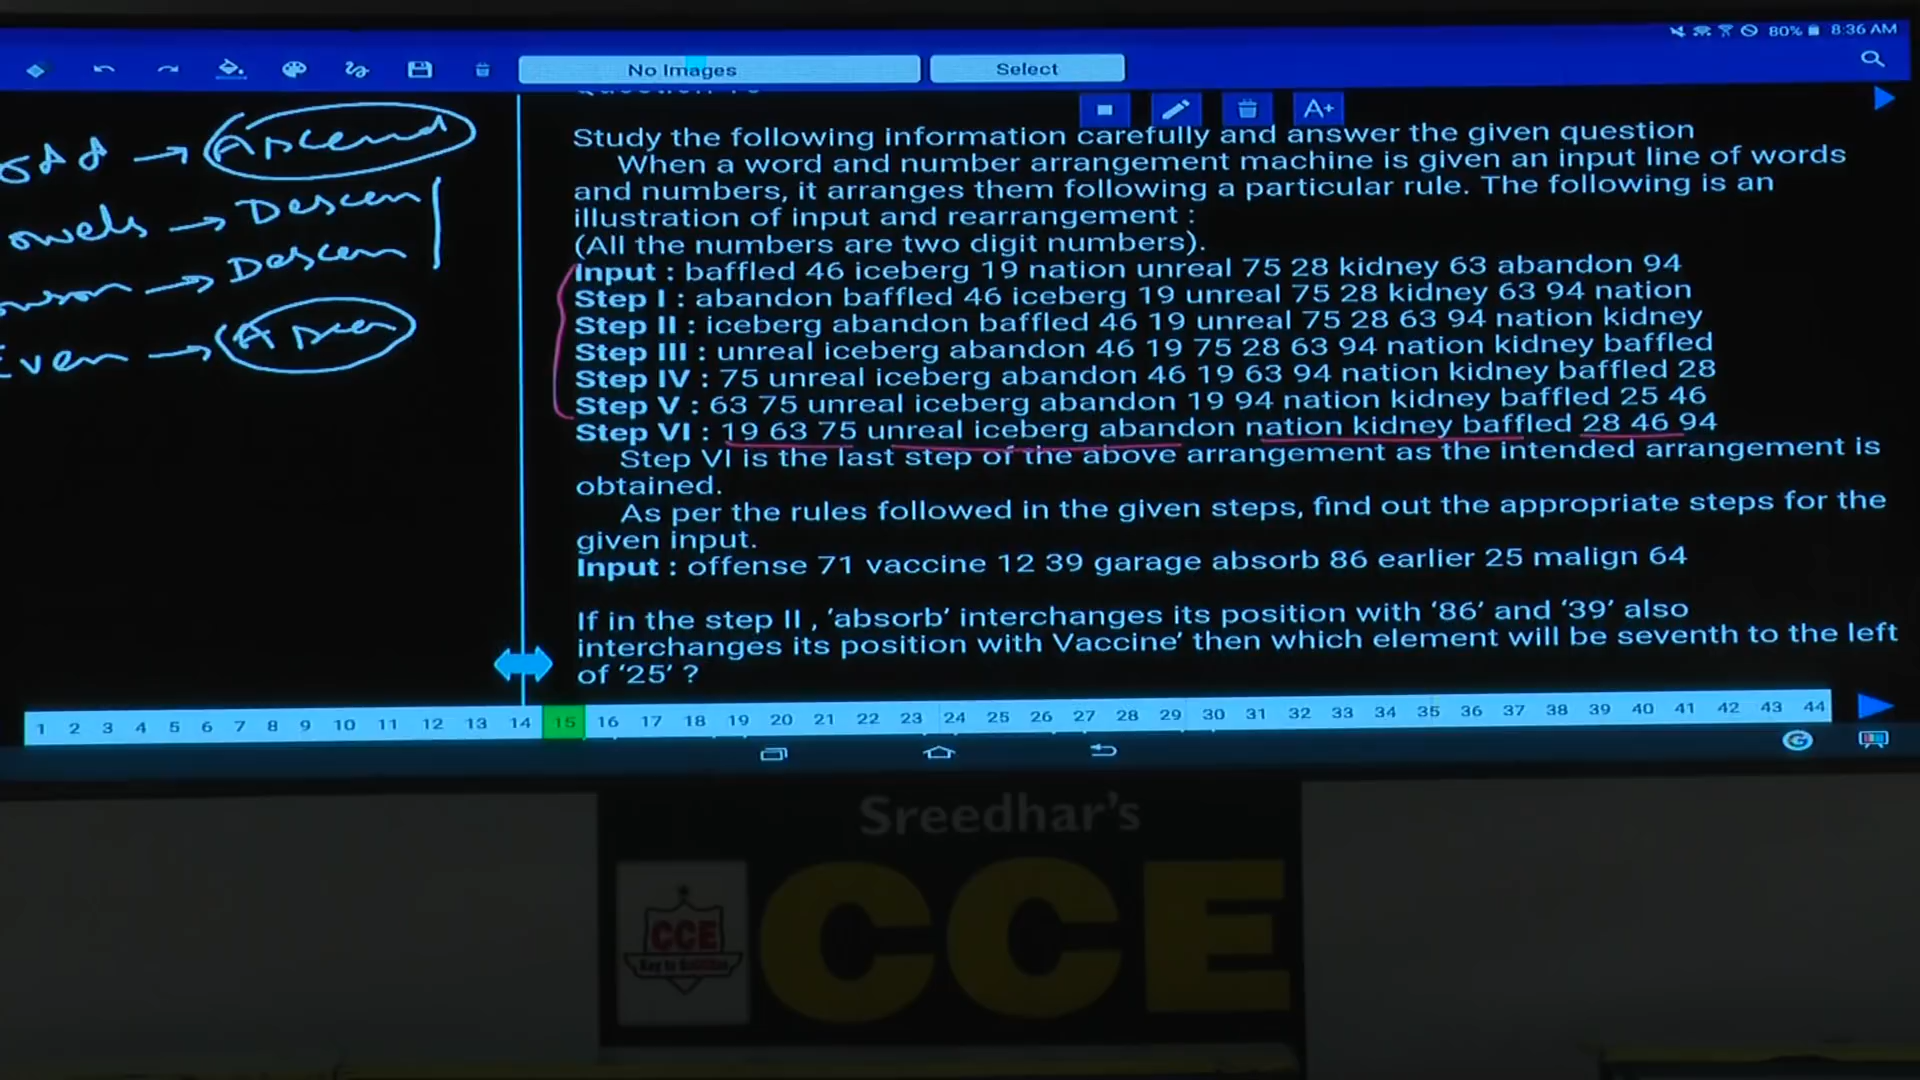 80% 8:36 AM
No Images Select
A+
Ascend
Descen
Descen
Even → Ascen
Study the following information carefully and answer the given question
When a word and number arrangement machine is given an input line of words
and numbers, it arranges them following a particular rule. The following is an
illustration of input and rearrangement :
(All the numbers are two digit numbers).
Input : baffled 46 iceberg 19 nation unreal 75 28 kidney 63 abandon 94
Step I : abandon baffled 46 iceberg 19 unreal 75 28 kidney 63 94 nation
Step II : iceberg abandon baffled 46 19 unreal 75 28 63 94 nation kidney
Step III : unreal iceberg abandon 46 19 75 28 63 94 nation kidney baffled
Step IV : 75 unreal iceberg abandon 46 19 63 94 nation kidney baffled 28
Step V : 63 75 unreal iceberg abandon 19 94 nation kidney baffled 25 46
Step VI : 19 63 75 unreal iceberg abandon nation kidney baffled 28 46 94
Step VI is the last step of the above arrangement as the intended arrangement is
obtained.
As per the rules followed in the given steps, find out the appropriate steps for the
given input.
Input : offense 71 vaccine 12 39 garage absorb 86 earlier 25 malign 64
If in the step II , ‘absorb’ interchanges its position with ‘86’ and ‘39’ also
interchanges its position with Vaccine’ then which element will be seventh to the left
of ‘25’ ?
1 2 3 4 5 6 7 8 9 10 11 12 13 14 15 16 17 18 19 20 21 22 23 24 25 26 27 28 29 30 31 32 33 34 35 36 37 38 39 40 41 42 43 44
Sreedhar's
CCE
CCE